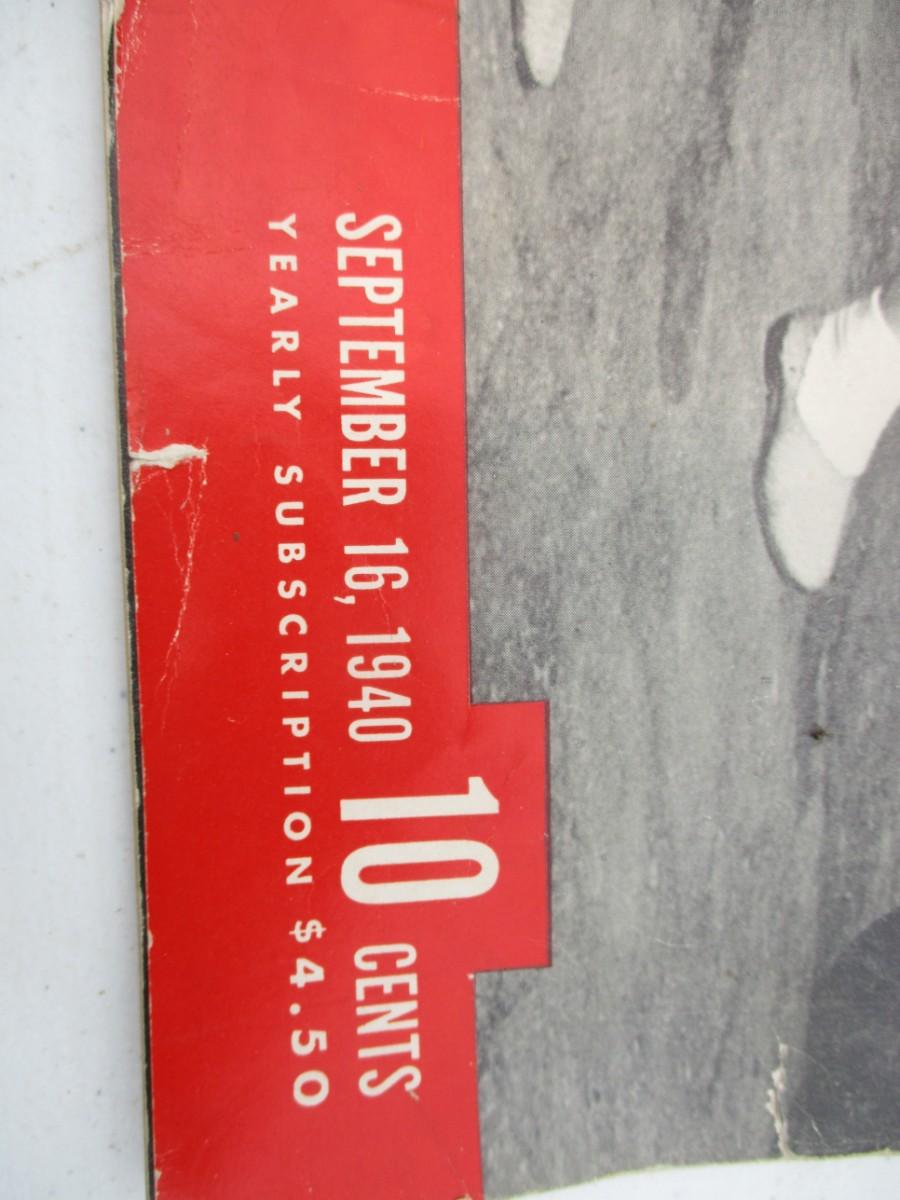 SEPTEMBER 16, 1940 10 CENTS
YEARLY SUBSCRIPTION $4.50